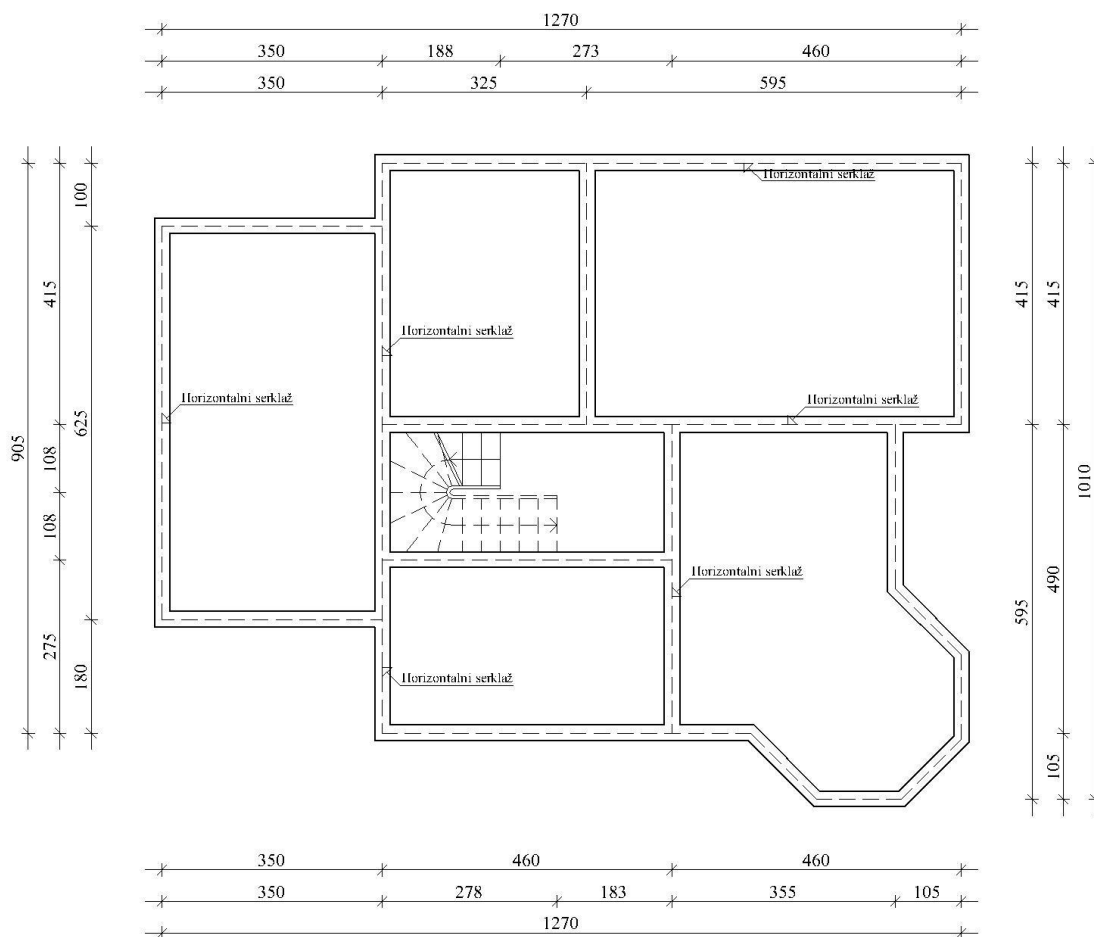 1270
350 188 273 460
350 325 595
Horizontalni serklaž
100
415 415 415
Horizontalni serklaž
Horizontalni serklaž
Horizontalni serklaž
625
905 108
1010
108
Horizontalni serklaž
490
595
275
180
Horizontalni serklaž
105
350 460 460
350 278 183 355 105
1270